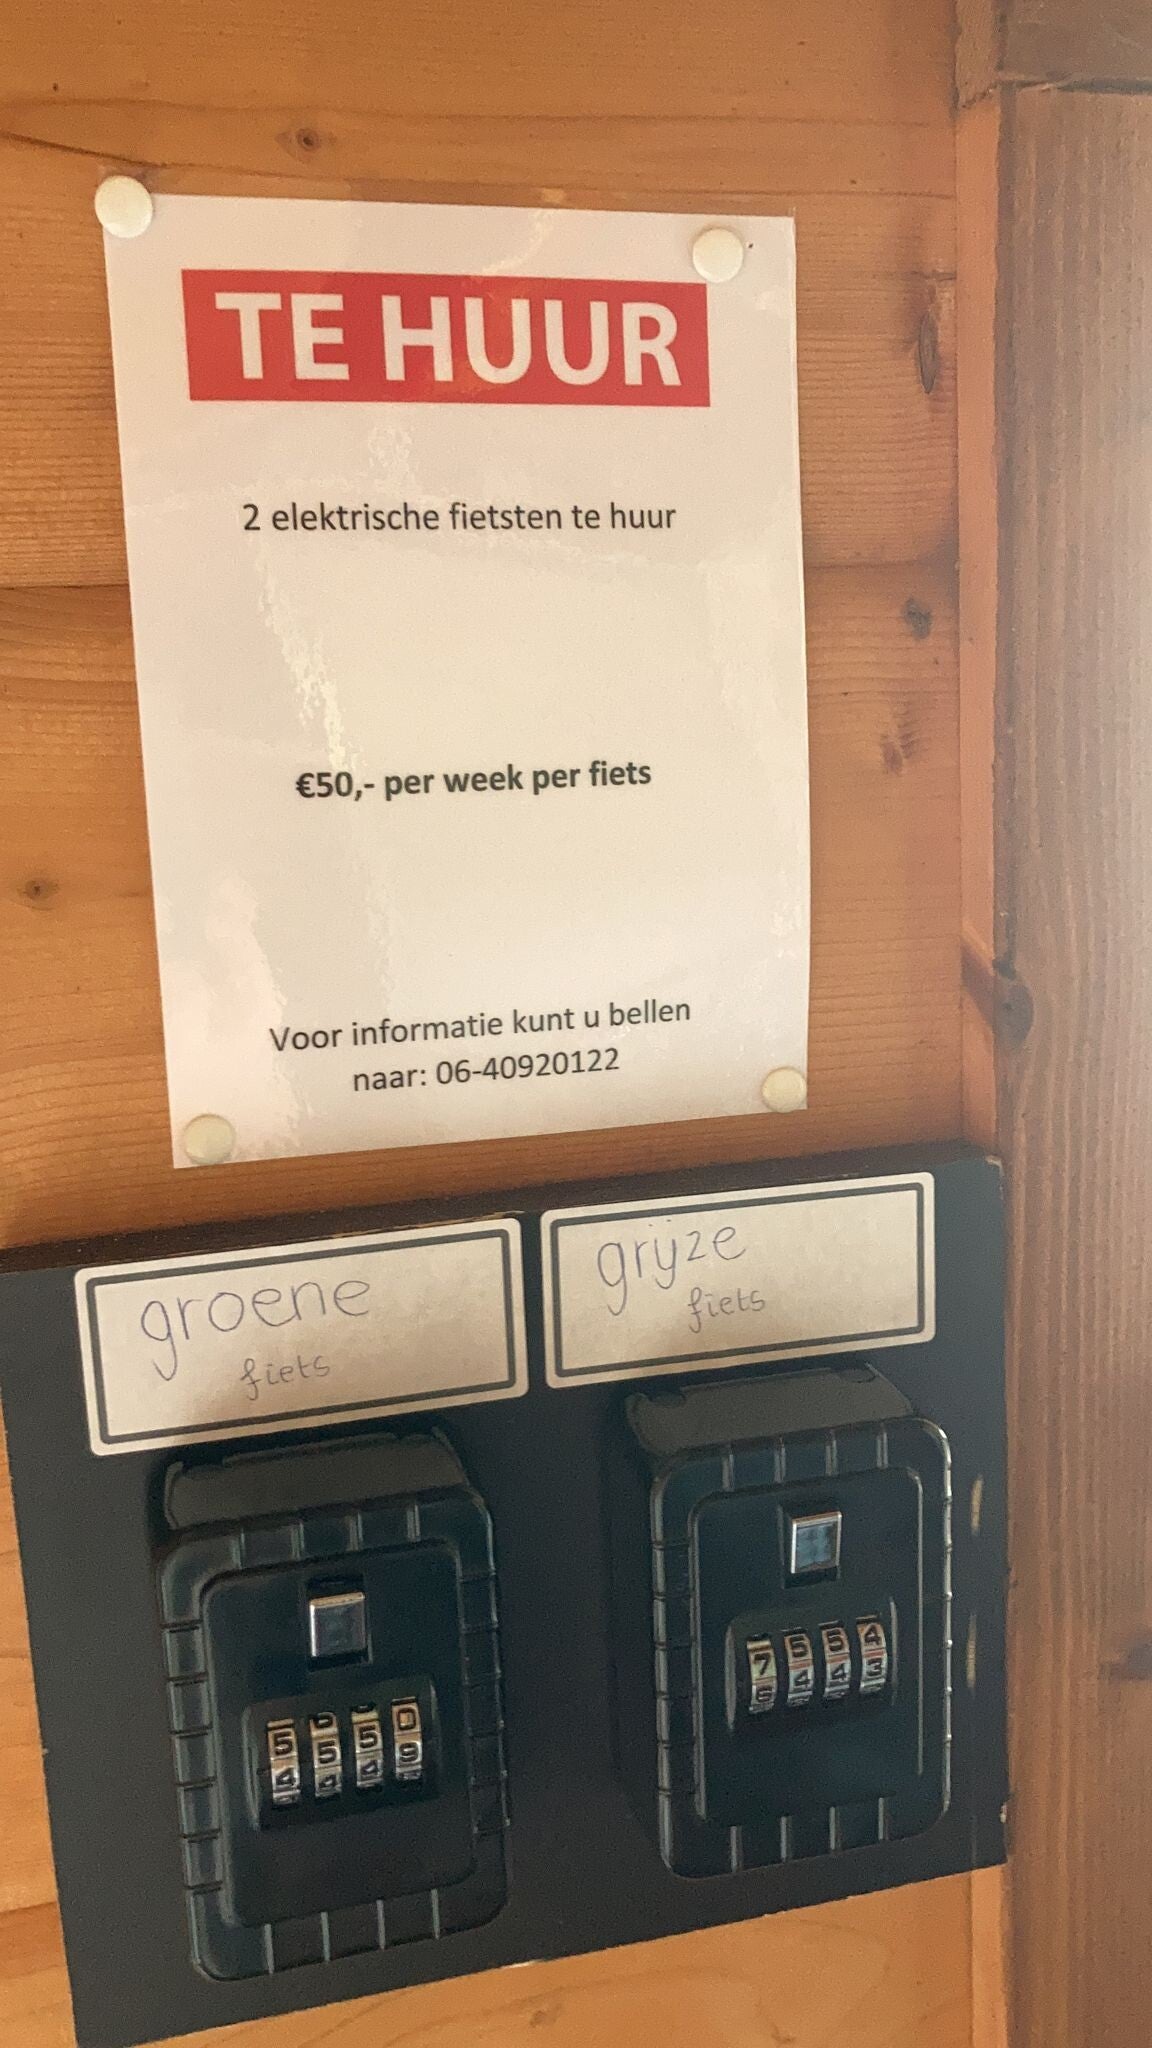 TE HUUR
2 elektrische fietsten te huur
€50,- per week per fiets
Voor informatie kunt u bellen
naar: 06-40920122
groene
fiets
grijze
fiets